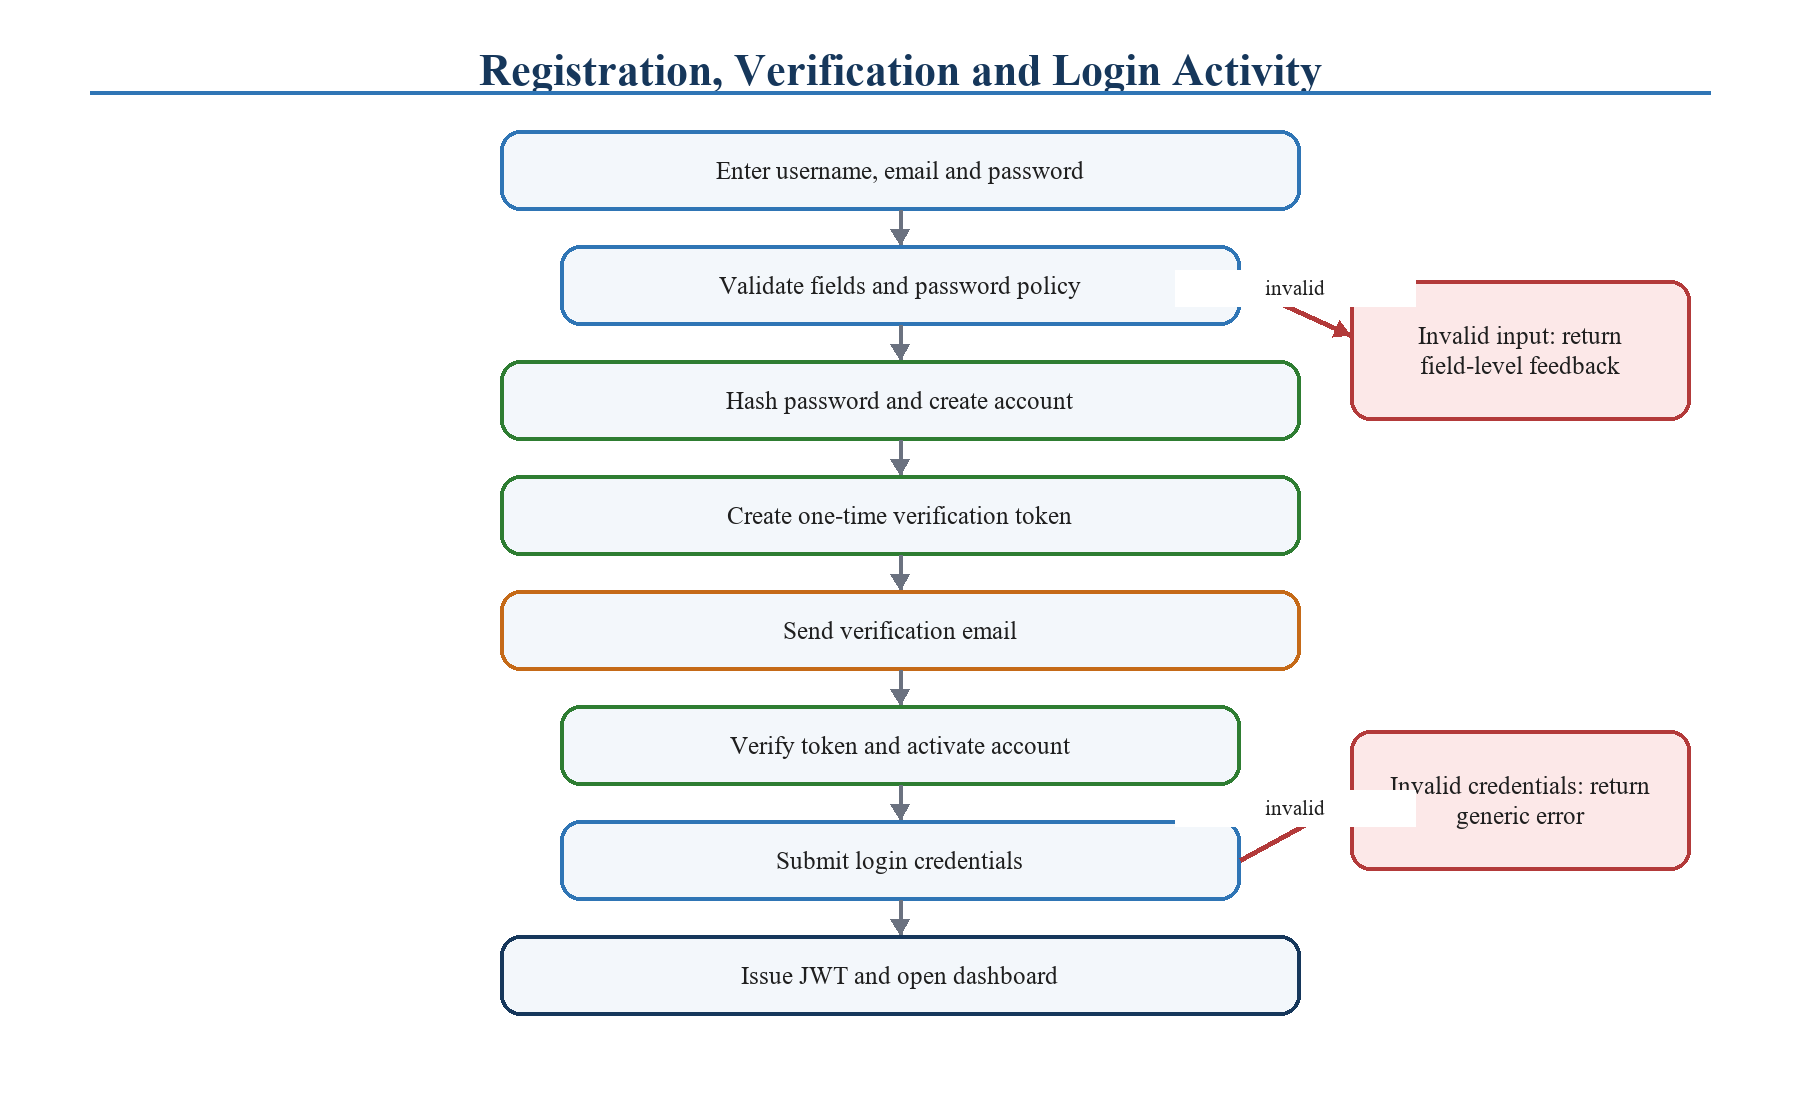 Registration, Verification and Login Activity
Enter username, email and password
Validate fields and password policy
invalid
Invalid input: return
field-level feedback
Hash password and create account
Create one-time verification token
Send verification email
Verify token and activate account
invalid
Invalid credentials: return
generic error
Submit login credentials
Issue JWT and open dashboard